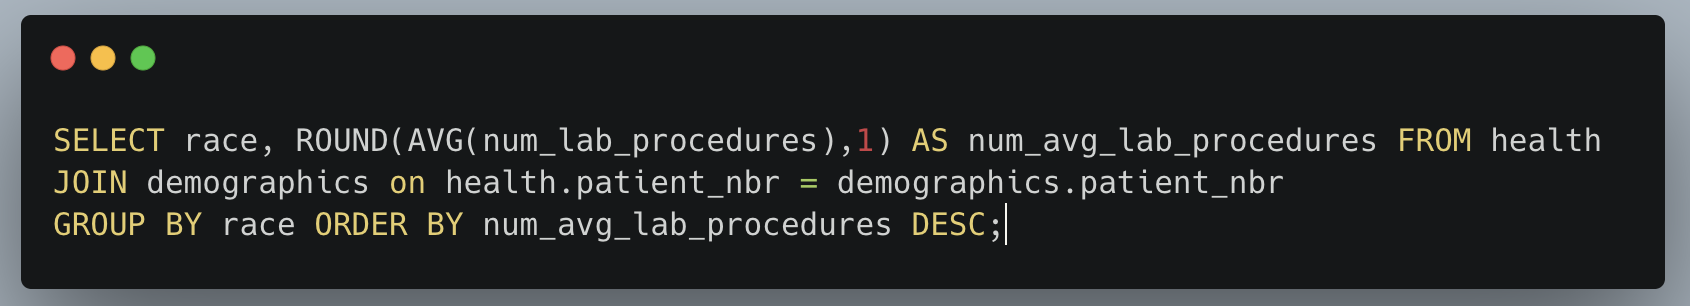 SELECT race, ROUND(AVG(num_lab_procedures),1) AS num_avg_lab_procedures FROM health
JOIN demographics on health.patient_nbr = demographics.patient_nbr
GROUP BY race ORDER BY num_avg_lab_procedures DESC;